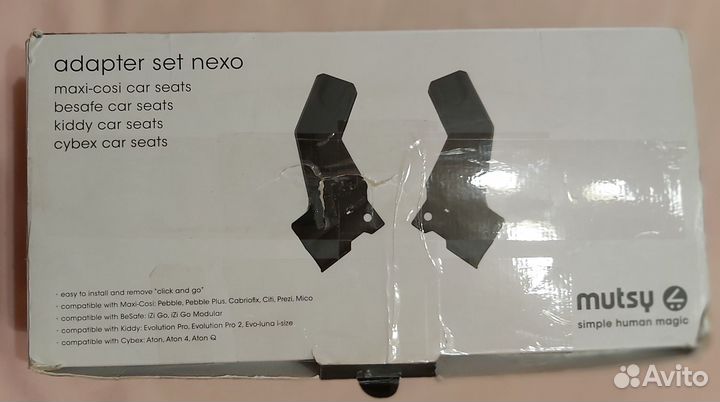 adapter set nexo
maxi-cosi car seats
besafe car seats
kiddy car seats
cybex car seats
· easy to install and remove "click and go"
· compatible with Maxi-Cosi: Pebble, Pebble Plus, Cabriofix, Citi, Prezi, Mico
· compatible with BeSafe: iZi Go, iZi Go Modular
· compatible with Kiddy: Evolution Pro, Evolution Pro 2, Evo-luna i-size
· compatible with Cybex: Aton, Aton 4, Aton Q
mutsy
simple human magic
Avito